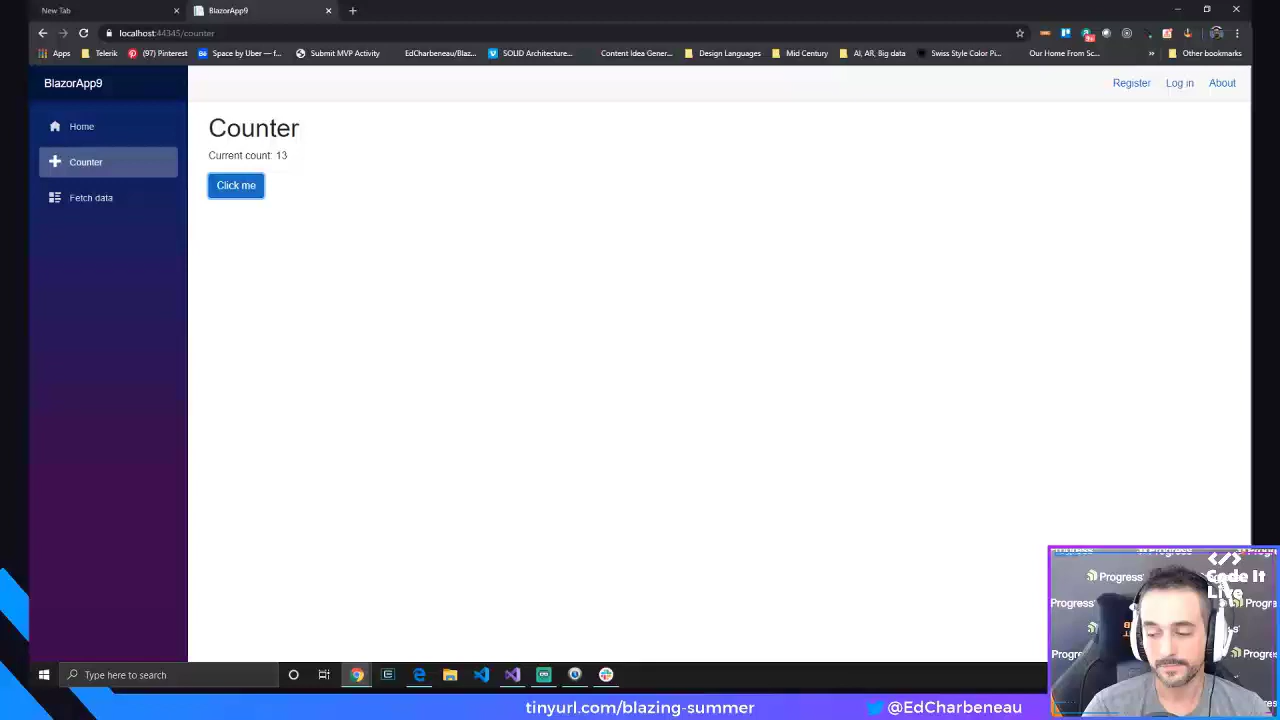 New Tab
BlazorApp9
localhost:44345/counter
Apps
Telerik
(97) Pinterest
Space by Uber — f...
Submit MVP Activity
EdCharbeneau/Blaz...
SOLID Architecture...
Content Idea Gener...
Design Languages
Mid Century
AI, AR, Big data
Swiss Style Color Pi...
Our Home From Sc...
»
Other bookmarks
BlazorApp9
Register
Log in
About
Home
Counter
Fetch data
Counter
Current count: 13
Click me
Progress
Code It
Live
Progress
Progress
Type here to search
tinyurl.com/blazing-summer
@EdCharbeneau